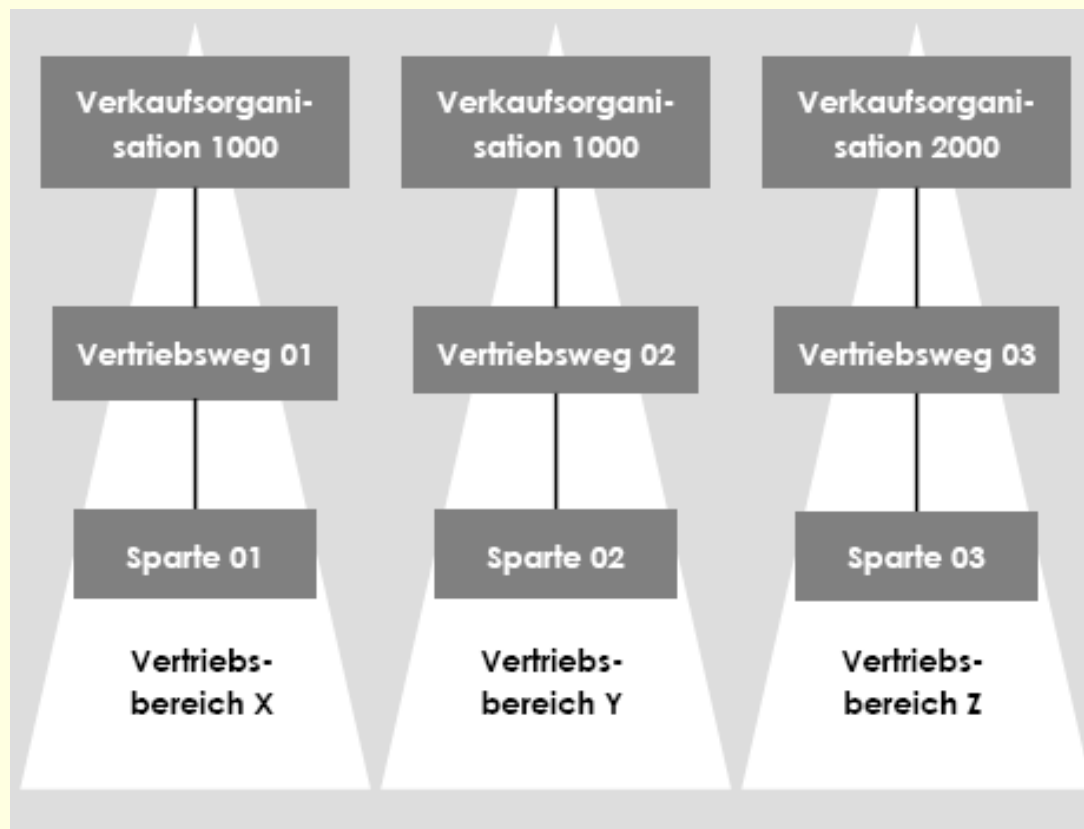 Verkaufsorgani-
sation 1000
Verkaufsorgani-
sation 1000
Verkaufsorgani-
sation 2000
Vertriebsweg 01
Vertriebsweg 02
Vertriebsweg 03
Sparte 01
Sparte 02
Sparte 03
Vertriebs-
bereich X
Vertriebs-
bereich Y
Vertriebs-
bereich Z